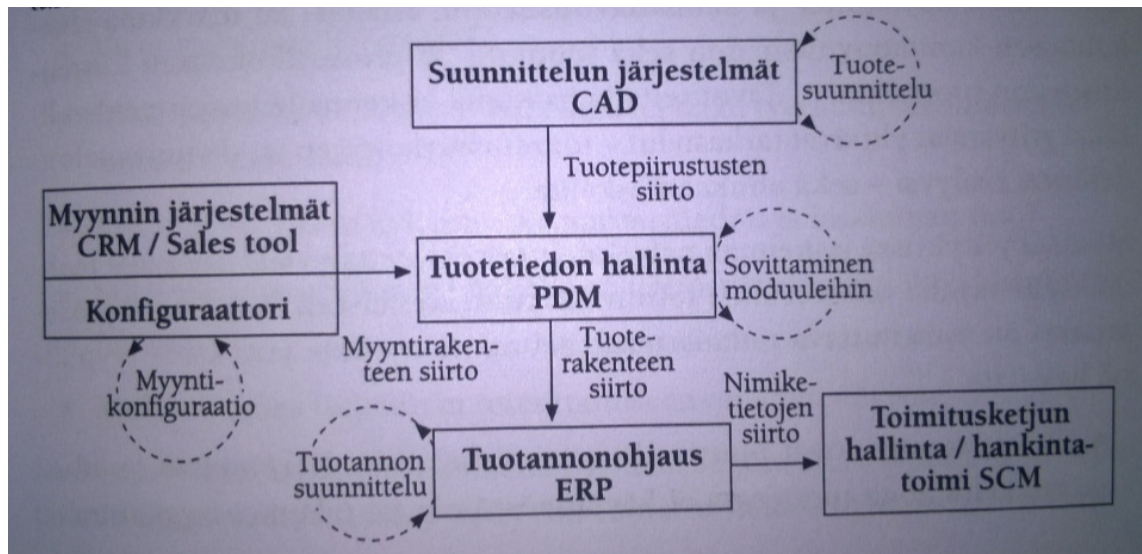 Suunnittelun järjestelmät
CAD
Tuote-
suunnittelu
Tuotepiirustusten
siirto
Myynnin järjestelmät
CRM / Sales tool
Konfiguraattori
Tuotetiedon hallinta
PDM
Sovittaminen
moduuleihin
Myynti-
konfiguraatio
Myyntiraken-
teen siirto
Tuote-
rakenteen
siirto
Nimike-
tietojen
siirto
Tuotannon
suunnittelu
Tuotannonohjaus
ERP
Toimitusketjun
hallinta / hankinta-
toimi SCM